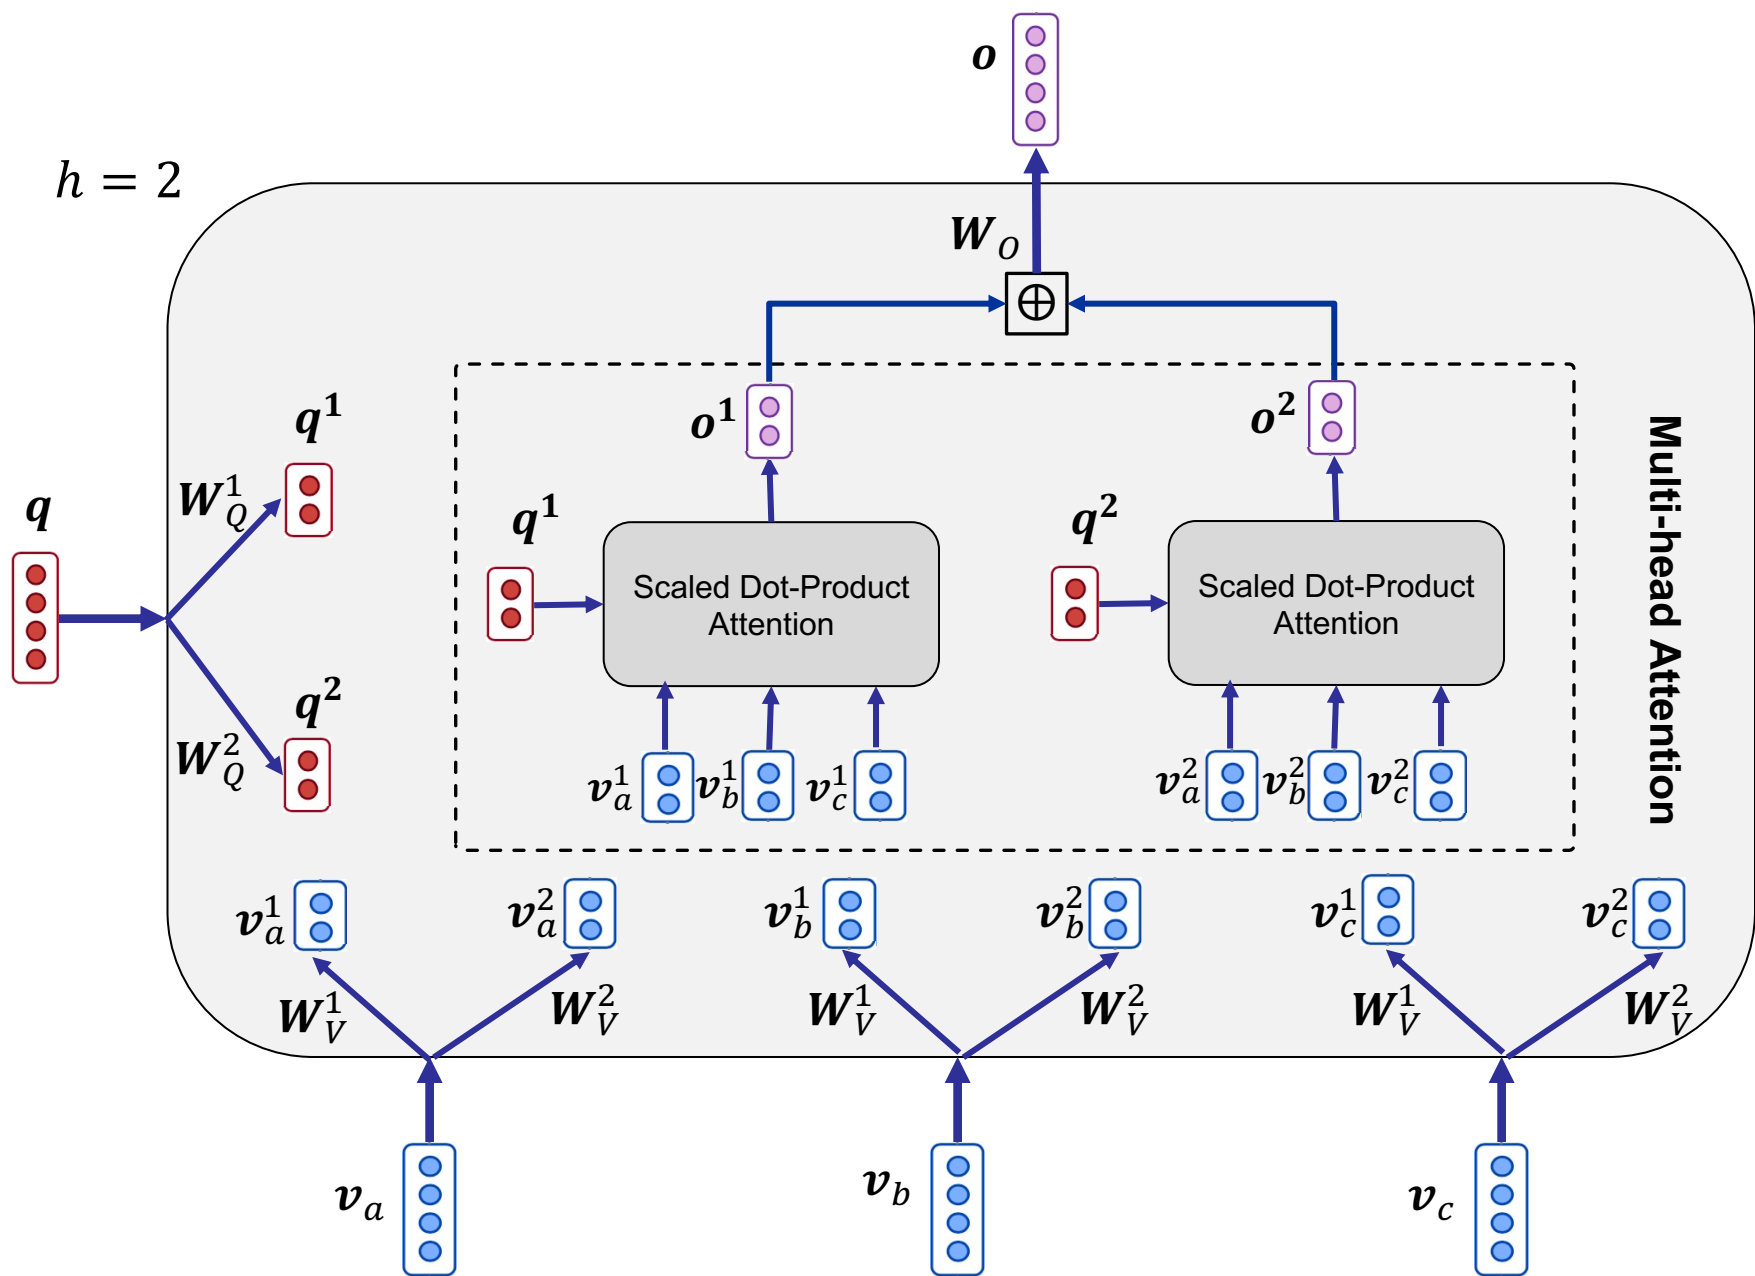 o
h = 2
W_O
⊕
o^1
o^2
q^1
W_Q^1
q
q^1
q^2
Scaled Dot-Product
Attention
Scaled Dot-Product
Attention
Multi-head Attention
q^2
W_Q^2
v_a^1 v_b^1 v_c^1
v_a^2 v_b^2 v_c^2
v_a^1 v_a^2 v_b^1 v_b^2 v_c^1 v_c^2
W_V^1 W_V^2 W_V^1 W_V^2 W_V^1 W_V^2
v_a v_b v_c